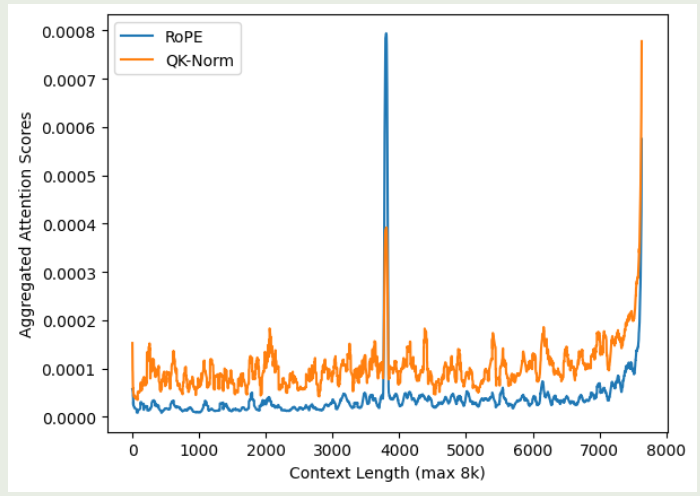 RoPE
QK-Norm
Aggregated Attention Scores
0.0008
0.0007
0.0006
0.0005
0.0004
0.0003
0.0002
0.0001
0.0000
0 1000 2000 3000 4000 5000 6000 7000 8000
Context Length (max 8k)